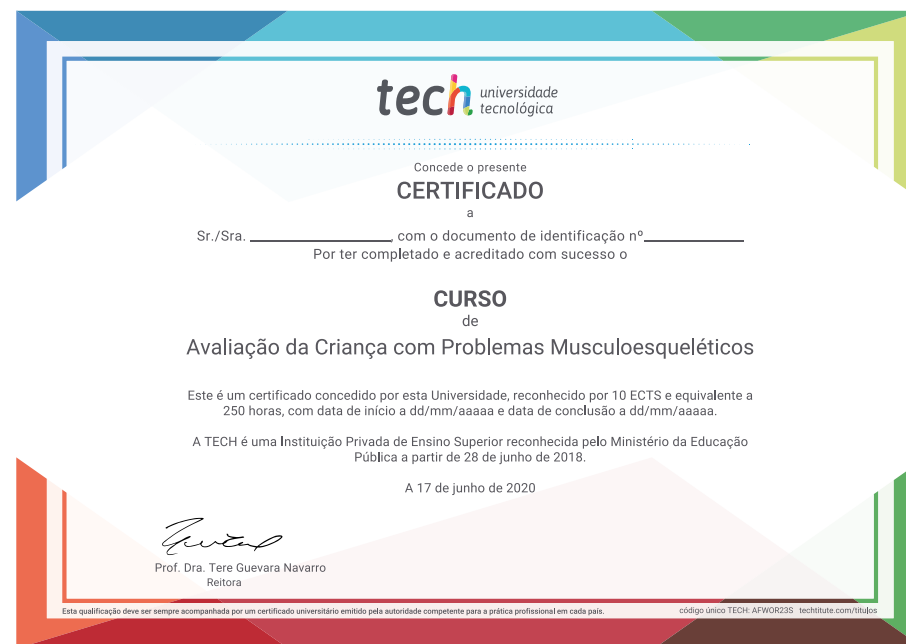 tech universidade
tecnológica
Concede o presente
CERTIFICADO
a
Sr./Sra. ________________, com o documento de identificação nº____________
Por ter completado e acreditado com sucesso o
CURSO
de
Avaliação da Criança com Problemas Musculoesqueléticos
Este é um certificado concedido por esta Universidade, reconhecido por 10 ECTS e equivalente a
250 horas, com data de início a dd/mm/aaaaa e data de conclusão a dd/mm/aaaaa.
A TECH é uma Instituição Privada de Ensino Superior reconhecida pelo Ministério da Educação
Pública a partir de 28 de junho de 2018.
A 17 de junho de 2020
Prof. Dra. Tere Guevara Navarro
Reitora
Esta qualificação deve ser sempre acompanhada por um certificado universitário emitido pela autoridade competente para a prática profissional em cada país.
código único TECH: AFWOR23S techtitute.com/titulos